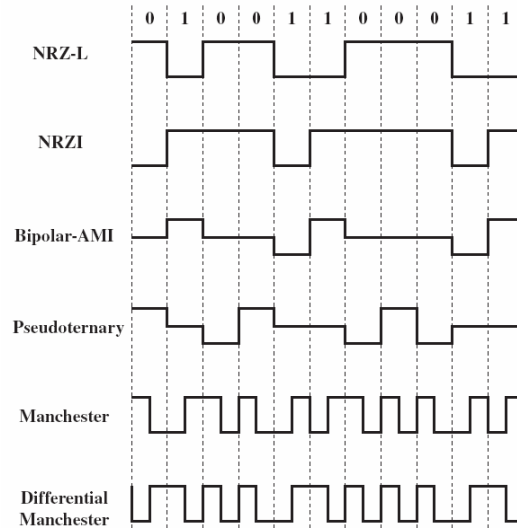 0 1 0 0 1 1 0 0 0 1 1
NRZ-L
NRZI
Bipolar-AMI
Pseudoternary
Manchester
Differential
Manchester